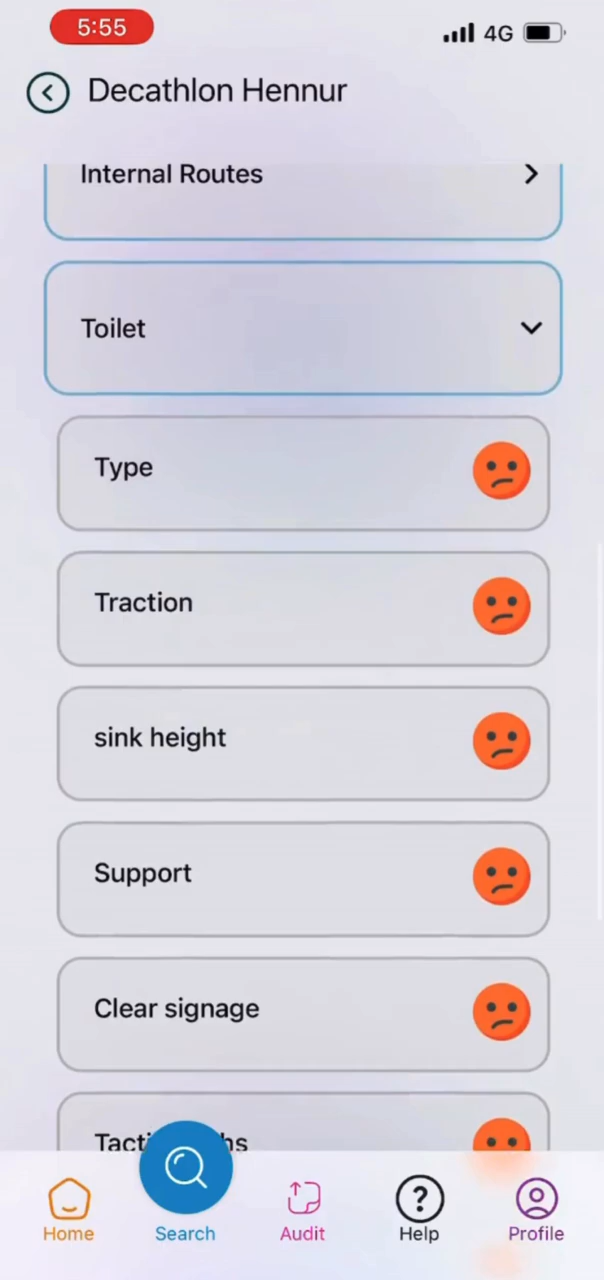 5:55
4G
Decathlon Hennur
Internal Routes
Toilet
Type
Traction
sink height
Support
Clear signage
Home
Search
Audit
Help
Profile